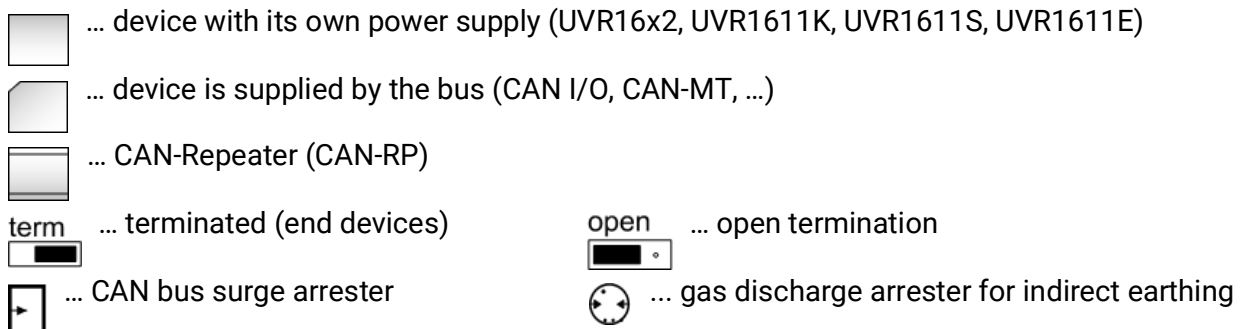 … device with its own power supply (UVR16x2, UVR1611K, UVR1611S, UVR1611E)
… device is supplied by the bus (CAN I/O, CAN-MT, …)
… CAN-Repeater (CAN-RP)
term … terminated (end devices) open … open termination
… CAN bus surge arrester ... gas discharge arrester for indirect earthing